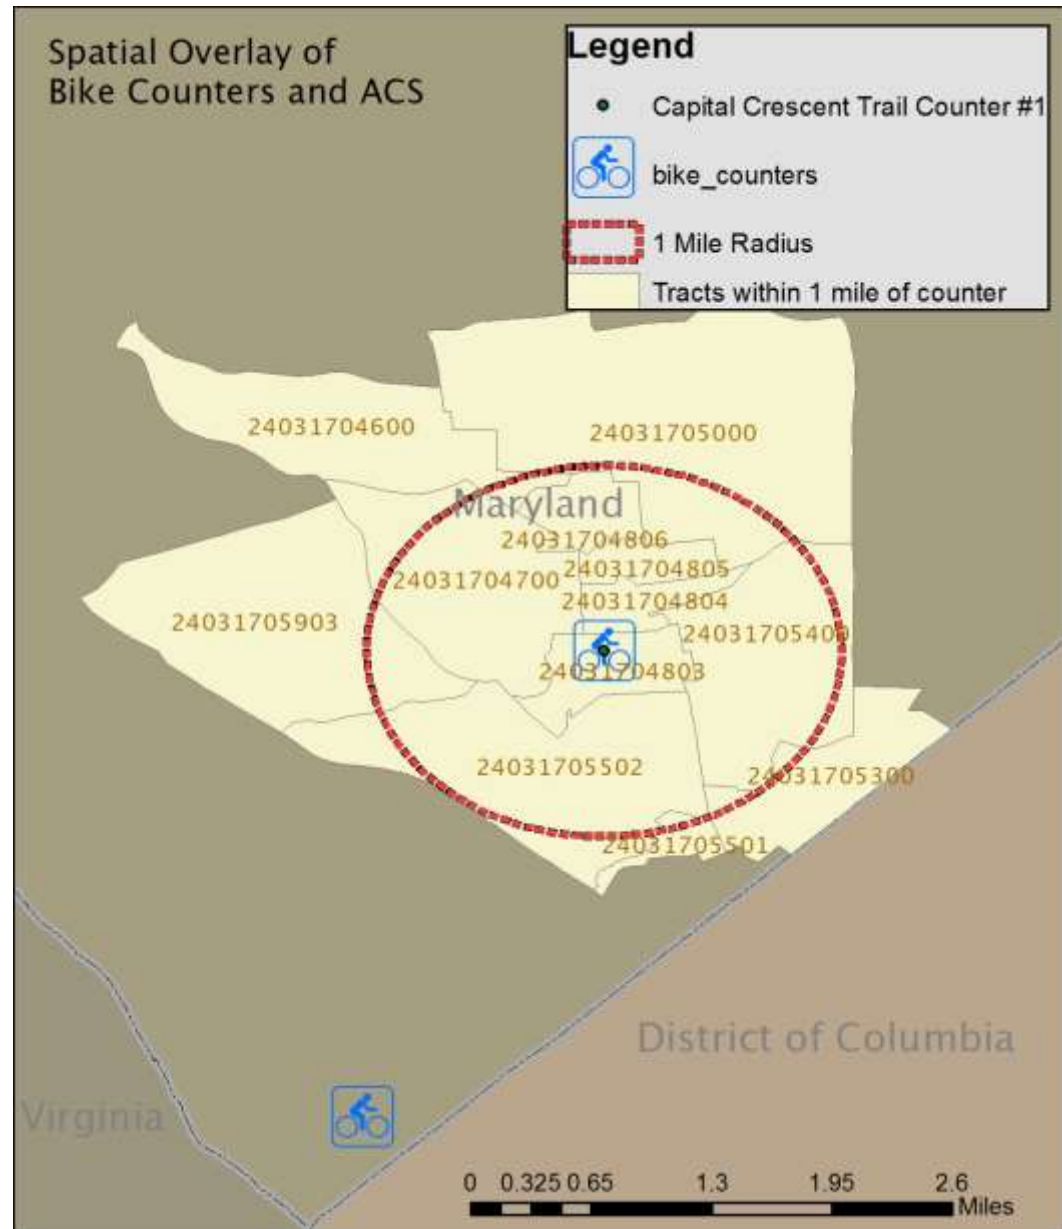 Spatial Overlay of
Bike Counters and ACS
Legend
Capital Crescent Trail Counter #1
bike_counters
1 Mile Radius
Tracts within 1 mile of counter
24031704600
24031705000
Maryland
24031704806
24031704805
24031704700
24031704804
24031705903
24031705400
24031704803
24031705502
24031705300
24031705501
District of Columbia
Virginia
0 0.325 0.65 1.3 1.95 2.6
Miles